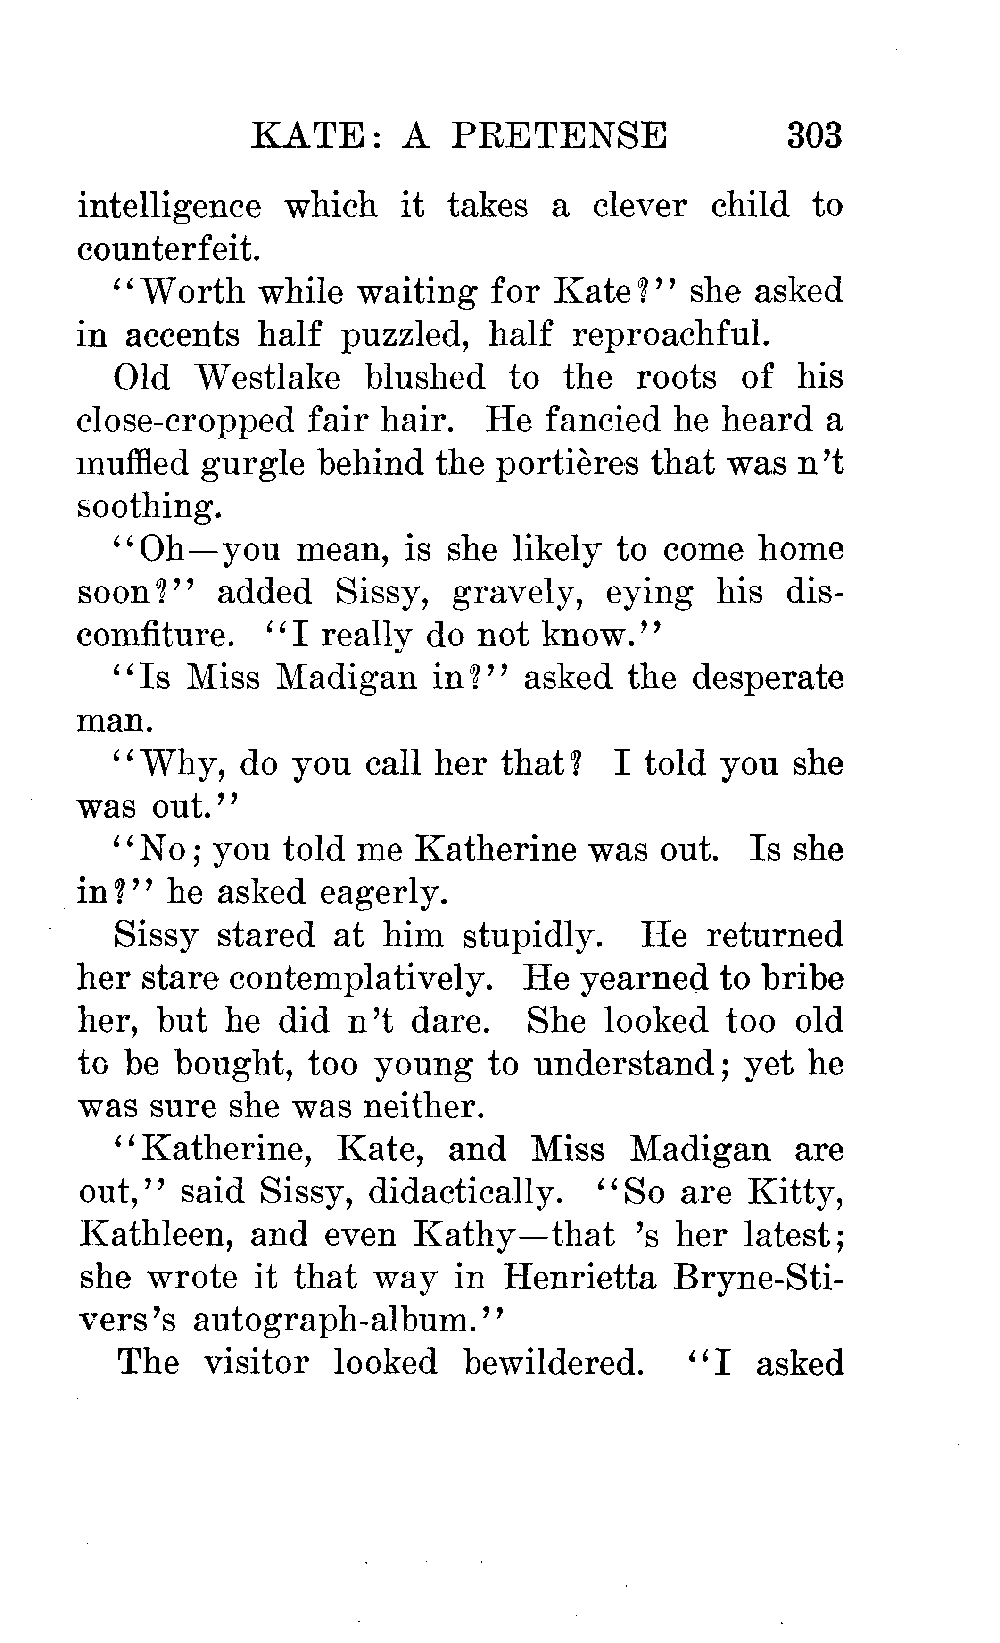 KATE: A PRETENSE 303
intelligence which it takes a clever child to
counterfeit.
"Worth while waiting for Kate?" she asked
in accents half puzzled, half reproachful.
Old Westlake blushed to the roots of his
close-cropped fair hair. He fancied he heard a
muffled gurgle behind the portières that was n't
soothing.
"Oh—you mean, is she likely to come home
soon?" added Sissy, gravely, eying his dis-
comfiture. "I really do not know."
"Is Miss Madigan in?" asked the desperate
man.
"Why, do you call her that? I told you she
was out."
"No; you told me Katherine was out. Is she
in?" he asked eagerly.
Sissy stared at him stupidly. He returned
her stare contemplatively. He yearned to bribe
her, but he did n't dare. She looked too old
to be bought, too young to understand; yet he
was sure she was neither.
"Katherine, Kate, and Miss Madigan are
out," said Sissy, didactically. "So are Kitty,
Kathleen, and even Kathy—that 's her latest;
she wrote it that way in Henrietta Bryne-Sti-
vers's autograph-album."
The visitor looked bewildered. "I asked